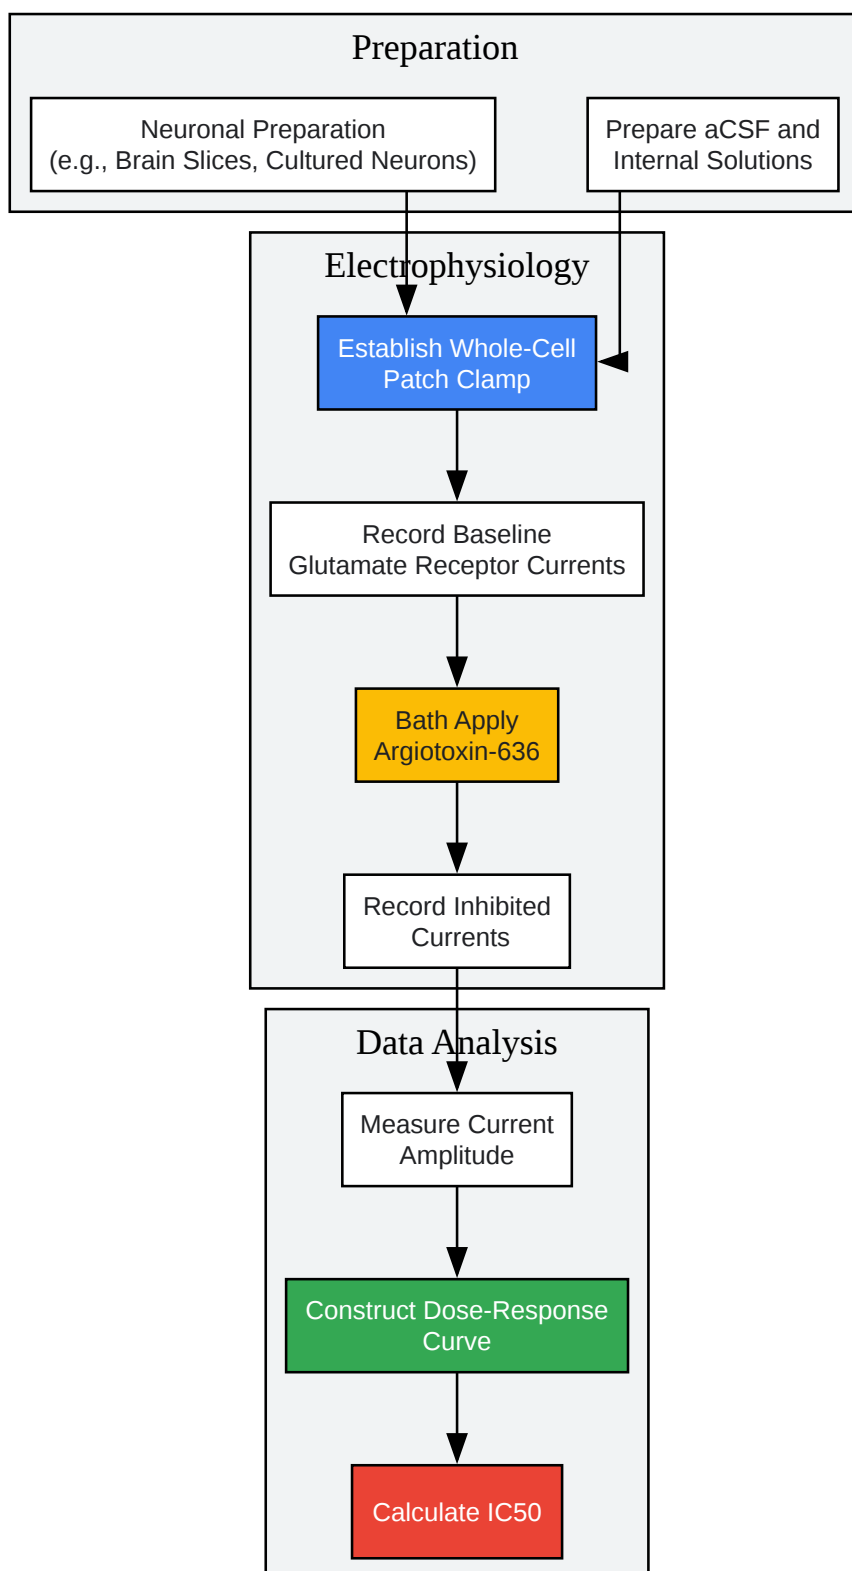 Preparation
Neuronal Preparation
(e.g., Brain Slices, Cultured Neurons)
Prepare aCSF and
Internal Solutions
Electrophysiology
Establish Whole-Cell
Patch Clamp
Record Baseline
Glutamate Receptor Currents
Bath Apply
Argiotoxin-636
Record Inhibited
Currents
Data Analysis
Measure Current
Amplitude
Construct Dose-Response
Curve
Calculate IC50